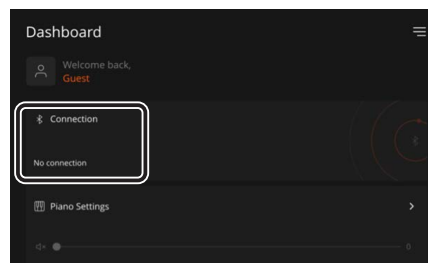 Dashboard
Welcome back,
Guest
Connection
No connection
Piano Settings
0